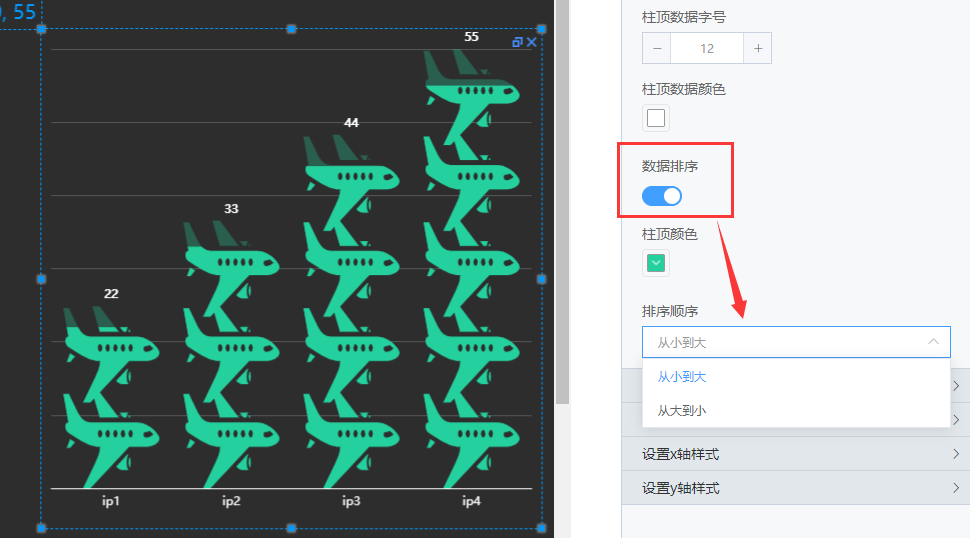 , 55
55
44
33
22
ip1
ip2
ip3
ip4
柱顶数据字号
− 12 +
柱顶数据颜色
数据排序
柱顶颜色
排序顺序
从小到大
从小到大
从大到小
设置x轴样式
设置y轴样式